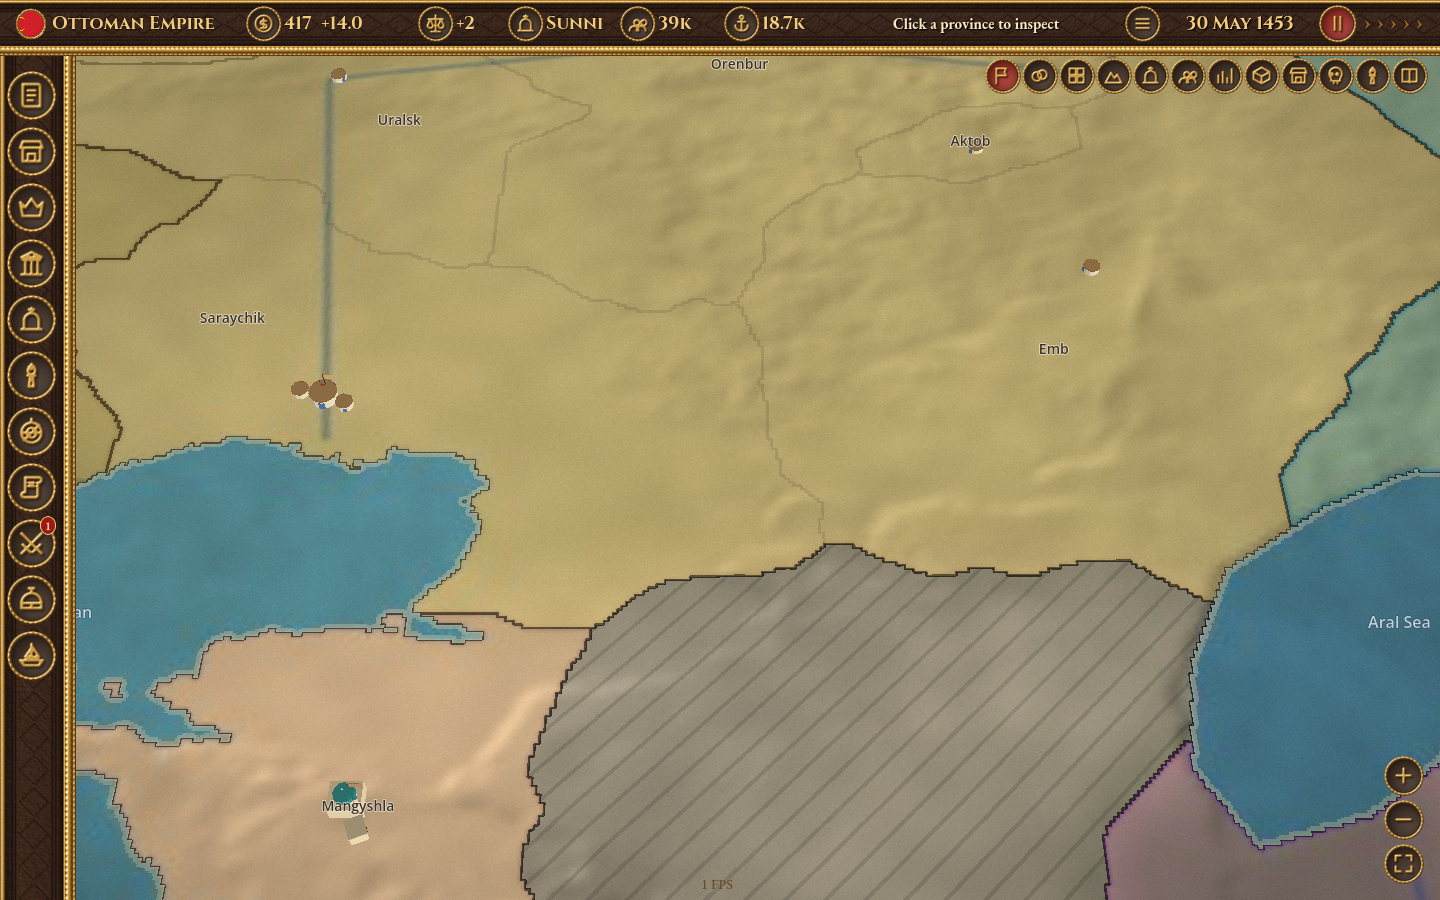 OTTOMAN EMPIRE 417 +14.0 +2 SUNNI 39K 18.7K Click a province to inspect 30 MAY 1453
Orenbur
Uralsk
Aktob
Saraychik
Emb
1
an
Aral Sea
Mangyshla
1 FPS